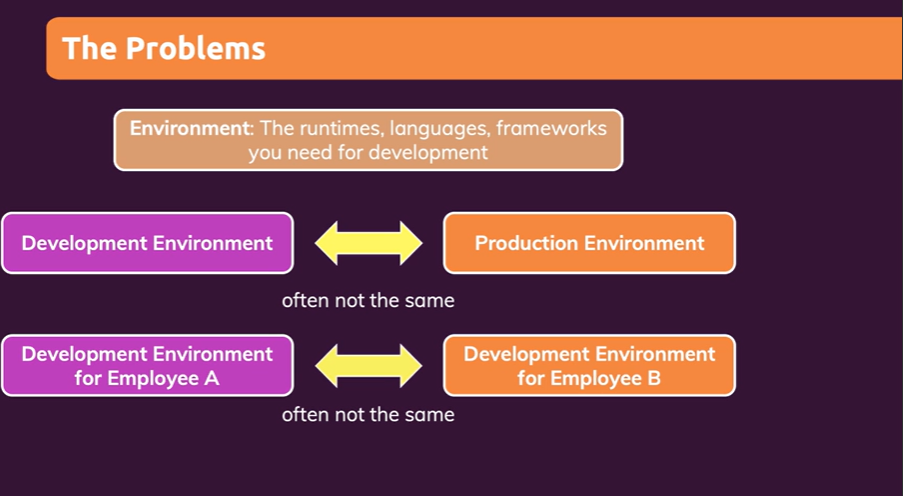 The Problems
Environment: The runtimes, languages, frameworks
you need for development
Development Environment
Production Environment
often not the same
Development Environment
for Employee A
Development Environment
for Employee B
often not the same